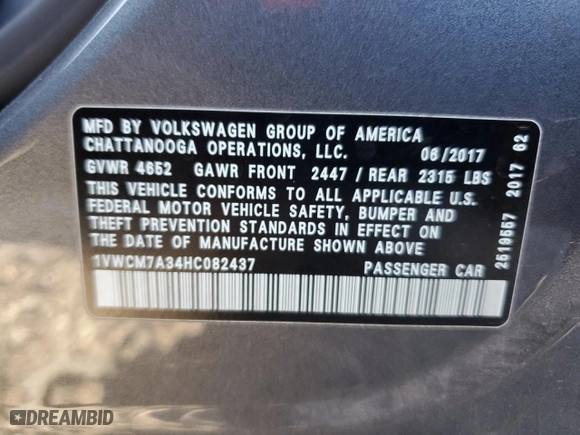 MFD BY VOLKSWAGEN GROUP OF AMERICA
CHATTANOOGA OPERATIONS, LLC. 06/2017
GVWR 4652 GAWR FRONT 2447 / REAR 2315 LBS
THIS VEHICLE CONFORMS TO ALL APPLICABLE U.S.
FEDERAL MOTOR VEHICLE SAFETY, BUMPER AND
THEFT PREVENTION STANDARDS IN EFFECT ON
THE DATE OF MANUFACTURE SHOWN ABOVE
1VWCM7A34HC082437 PASSENGER CAR
2519557 2017 62
DREAMBID